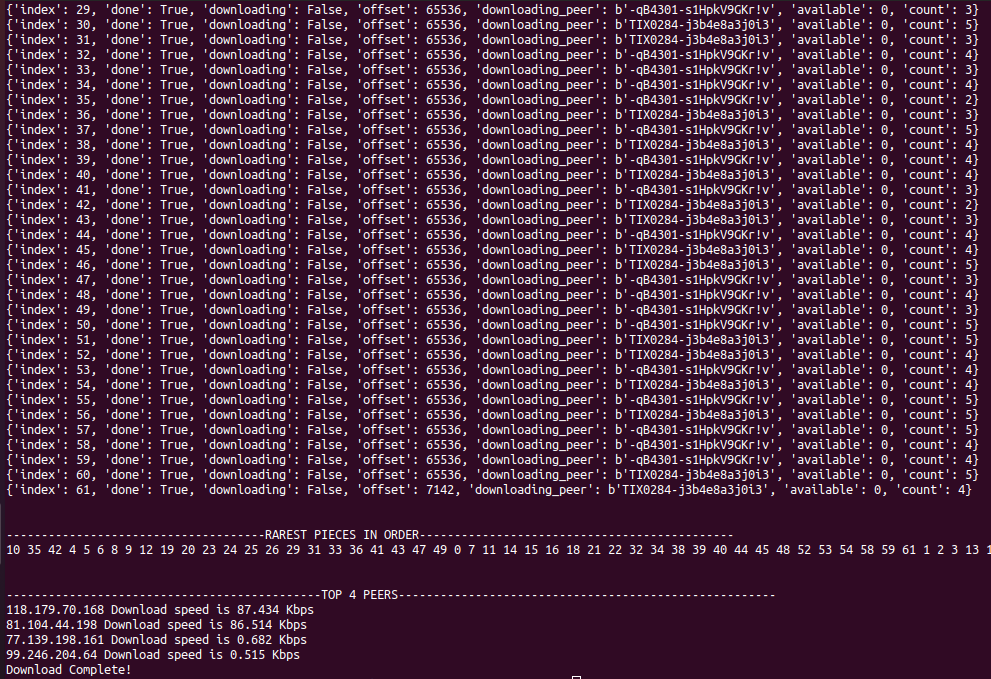 {'index': 29, 'done': True, 'downloading': False, 'offset': 65536, 'downloading_peer': b'-qB4301-s1HpkV9GKr!v', 'available': 0, 'count': 3}
{'index': 30, 'done': True, 'downloading': False, 'offset': 65536, 'downloading_peer': b'-qB4301-s1HpkV9GKr!v', 'available': 0, 'count': 5}
{'index': 31, 'done': True, 'downloading': False, 'offset': 65536, 'downloading_peer': b'TIX0284-j3b4e8a3j0i3', 'available': 0, 'count': 3}
{'index': 32, 'done': True, 'downloading': False, 'offset': 65536, 'downloading_peer': b'-qB4301-s1HpkV9GKr!v', 'available': 0, 'count': 4}
{'index': 33, 'done': True, 'downloading': False, 'offset': 65536, 'downloading_peer': b'-qB4301-s1HpkV9GKr!v', 'available': 0, 'count': 3}
{'index': 34, 'done': True, 'downloading': False, 'offset': 65536, 'downloading_peer': b'-qB4301-s1HpkV9GKr!v', 'available': 0, 'count': 4}
{'index': 35, 'done': True, 'downloading': False, 'offset': 65536, 'downloading_peer': b'-qB4301-s1HpkV9GKr!v', 'available': 0, 'count': 2}
{'index': 36, 'done': True, 'downloading': False, 'offset': 65536, 'downloading_peer': b'TIX0284-j3b4e8a3j0i3', 'available': 0, 'count': 3}
{'index': 37, 'done': True, 'downloading': False, 'offset': 65536, 'downloading_peer': b'-qB4301-s1HpkV9GKr!v', 'available': 0, 'count': 5}
{'index': 38, 'done': True, 'downloading': False, 'offset': 65536, 'downloading_peer': b'TIX0284-j3b4e8a3j0i3', 'available': 0, 'count': 4}
{'index': 39, 'done': True, 'downloading': False, 'offset': 65536, 'downloading_peer': b'-qB4301-s1HpkV9GKr!v', 'available': 0, 'count': 4}
{'index': 40, 'done': True, 'downloading': False, 'offset': 65536, 'downloading_peer': b'TIX0284-j3b4e8a3j0i3', 'available': 0, 'count': 4}
{'index': 41, 'done': True, 'downloading': False, 'offset': 65536, 'downloading_peer': b'-qB4301-s1HpkV9GKr!v', 'available': 0, 'count': 3}
{'index': 42, 'done': True, 'downloading': False, 'offset': 65536, 'downloading_peer': b'TIX0284-j3b4e8a3j0i3', 'available': 0, 'count': 2}
{'index': 43, 'done': True, 'downloading': False, 'offset': 65536, 'downloading_peer': b'TIX0284-j3b4e8a3j0i3', 'available': 0, 'count': 3}
{'index': 44, 'done': True, 'downloading': False, 'offset': 65536, 'downloading_peer': b'-qB4301-s1HpkV9GKr!v', 'available': 0, 'count': 4}
{'index': 45, 'done': True, 'downloading': False, 'offset': 65536, 'downloading_peer': b'TIX0284-j3b4e8a3j0i3', 'available': 0, 'count': 4}
{'index': 46, 'done': True, 'downloading': False, 'offset': 65536, 'downloading_peer': b'TIX0284-j3b4e8a3j0i3', 'available': 0, 'count': 5}
{'index': 47, 'done': True, 'downloading': False, 'offset': 65536, 'downloading_peer': b'-qB4301-s1HpkV9GKr!v', 'available': 0, 'count': 3}
{'index': 48, 'done': True, 'downloading': False, 'offset': 65536, 'downloading_peer': b'-qB4301-s1HpkV9GKr!v', 'available': 0, 'count': 4}
{'index': 49, 'done': True, 'downloading': False, 'offset': 65536, 'downloading_peer': b'-qB4301-s1HpkV9GKr!v', 'available': 0, 'count': 3}
{'index': 50, 'done': True, 'downloading': False, 'offset': 65536, 'downloading_peer': b'-qB4301-s1HpkV9GKr!v', 'available': 0, 'count': 5}
{'index': 51, 'done': True, 'downloading': False, 'offset': 65536, 'downloading_peer': b'TIX0284-j3b4e8a3j0i3', 'available': 0, 'count': 5}
{'index': 52, 'done': True, 'downloading': False, 'offset': 65536, 'downloading_peer': b'TIX0284-j3b4e8a3j0i3', 'available': 0, 'count': 4}
{'index': 53, 'done': True, 'downloading': False, 'offset': 65536, 'downloading_peer': b'-qB4301-s1HpkV9GKr!v', 'available': 0, 'count': 4}
{'index': 54, 'done': True, 'downloading': False, 'offset': 65536, 'downloading_peer': b'TIX0284-j3b4e8a3j0i3', 'available': 0, 'count': 4}
{'index': 55, 'done': True, 'downloading': False, 'offset': 65536, 'downloading_peer': b'-qB4301-s1HpkV9GKr!v', 'available': 0, 'count': 5}
{'index': 56, 'done': True, 'downloading': False, 'offset': 65536, 'downloading_peer': b'TIX0284-j3b4e8a3j0i3', 'available': 0, 'count': 5}
{'index': 57, 'done': True, 'downloading': False, 'offset': 65536, 'downloading_peer': b'-qB4301-s1HpkV9GKr!v', 'available': 0, 'count': 5}
{'index': 58, 'done': True, 'downloading': False, 'offset': 65536, 'downloading_peer': b'-qB4301-s1HpkV9GKr!v', 'available': 0, 'count': 4}
{'index': 59, 'done': True, 'downloading': False, 'offset': 65536, 'downloading_peer': b'-qB4301-s1HpkV9GKr!v', 'available': 0, 'count': 4}
{'index': 60, 'done': True, 'downloading': False, 'offset': 65536, 'downloading_peer': b'TIX0284-j3b4e8a3j0i3', 'available': 0, 'count': 5}
{'index': 61, 'done': True, 'downloading': False, 'offset': 7142, 'downloading_peer': b'TIX0284-j3b4e8a3j0i3', 'available': 0, 'count': 4}
-------------------------------------RAREST PIECES IN ORDER---------------------------------------------
10 35 42 4 5 6 8 9 12 19 20 23 24 25 26 29 31 33 36 41 43 47 49 0 7 11 14 15 16 18 21 22 32 34 38 39 40 44 45 48 52 53 54 58 59 61 1 2 3 13
---------------------------------------------TOP 4 PEERS------------------------------------------------------
118.179.70.168 Download speed is 87.434 Kbps
81.104.44.198 Download speed is 86.514 Kbps
77.139.198.161 Download speed is 0.682 Kbps
99.246.204.64 Download speed is 0.515 Kbps
Download Complete!